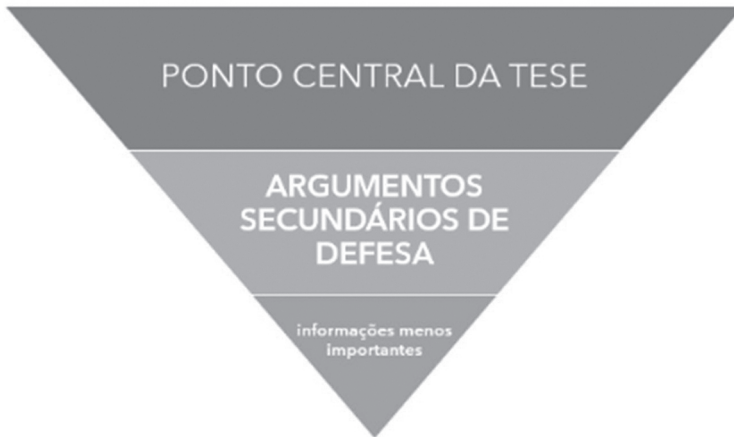 PONTO CENTRAL DA TESE
ARGUMENTOS
SECUNDÁRIOS DE
DEFESA
informações menos
importantes